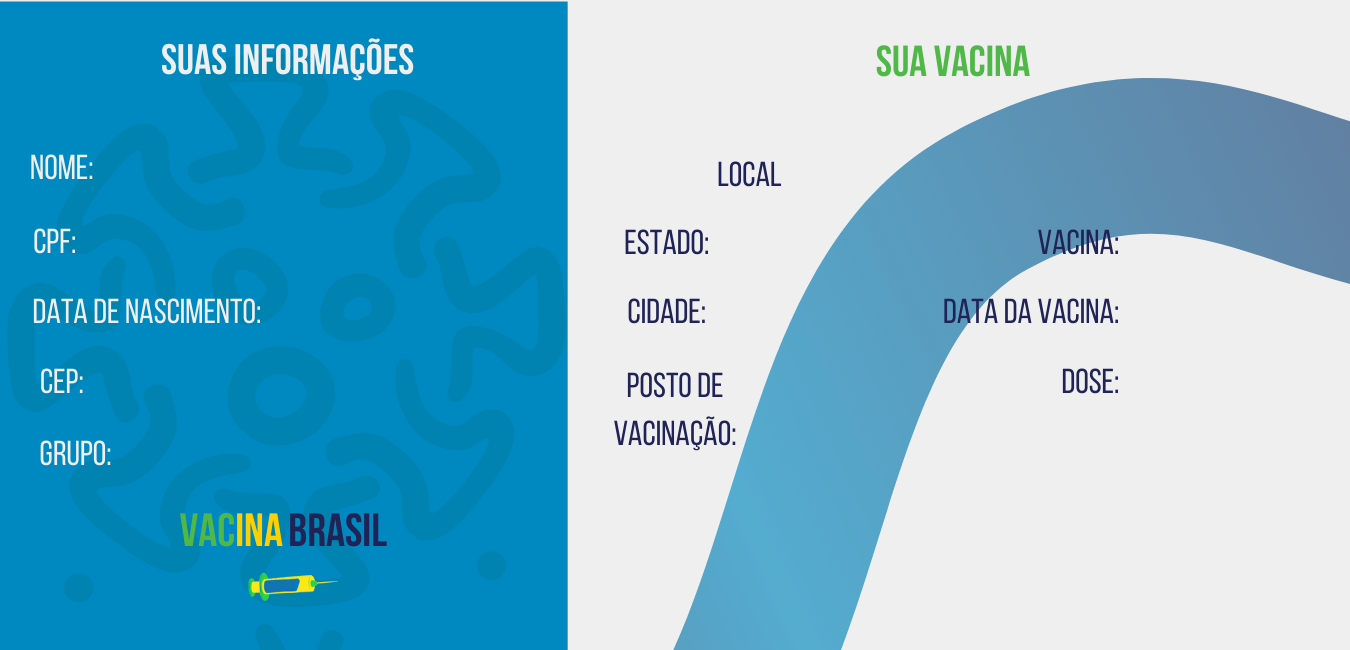 SUAS INFORMAÇÕES
NOME:
CPF:
DATA DE NASCIMENTO:
CEP:
GRUPO:
VACINA BRASIL
SUA VACINA
LOCAL
ESTADO:
CIDADE:
POSTO DE
VACINAÇÃO:
VACINA:
DATA DA VACINA:
DOSE: